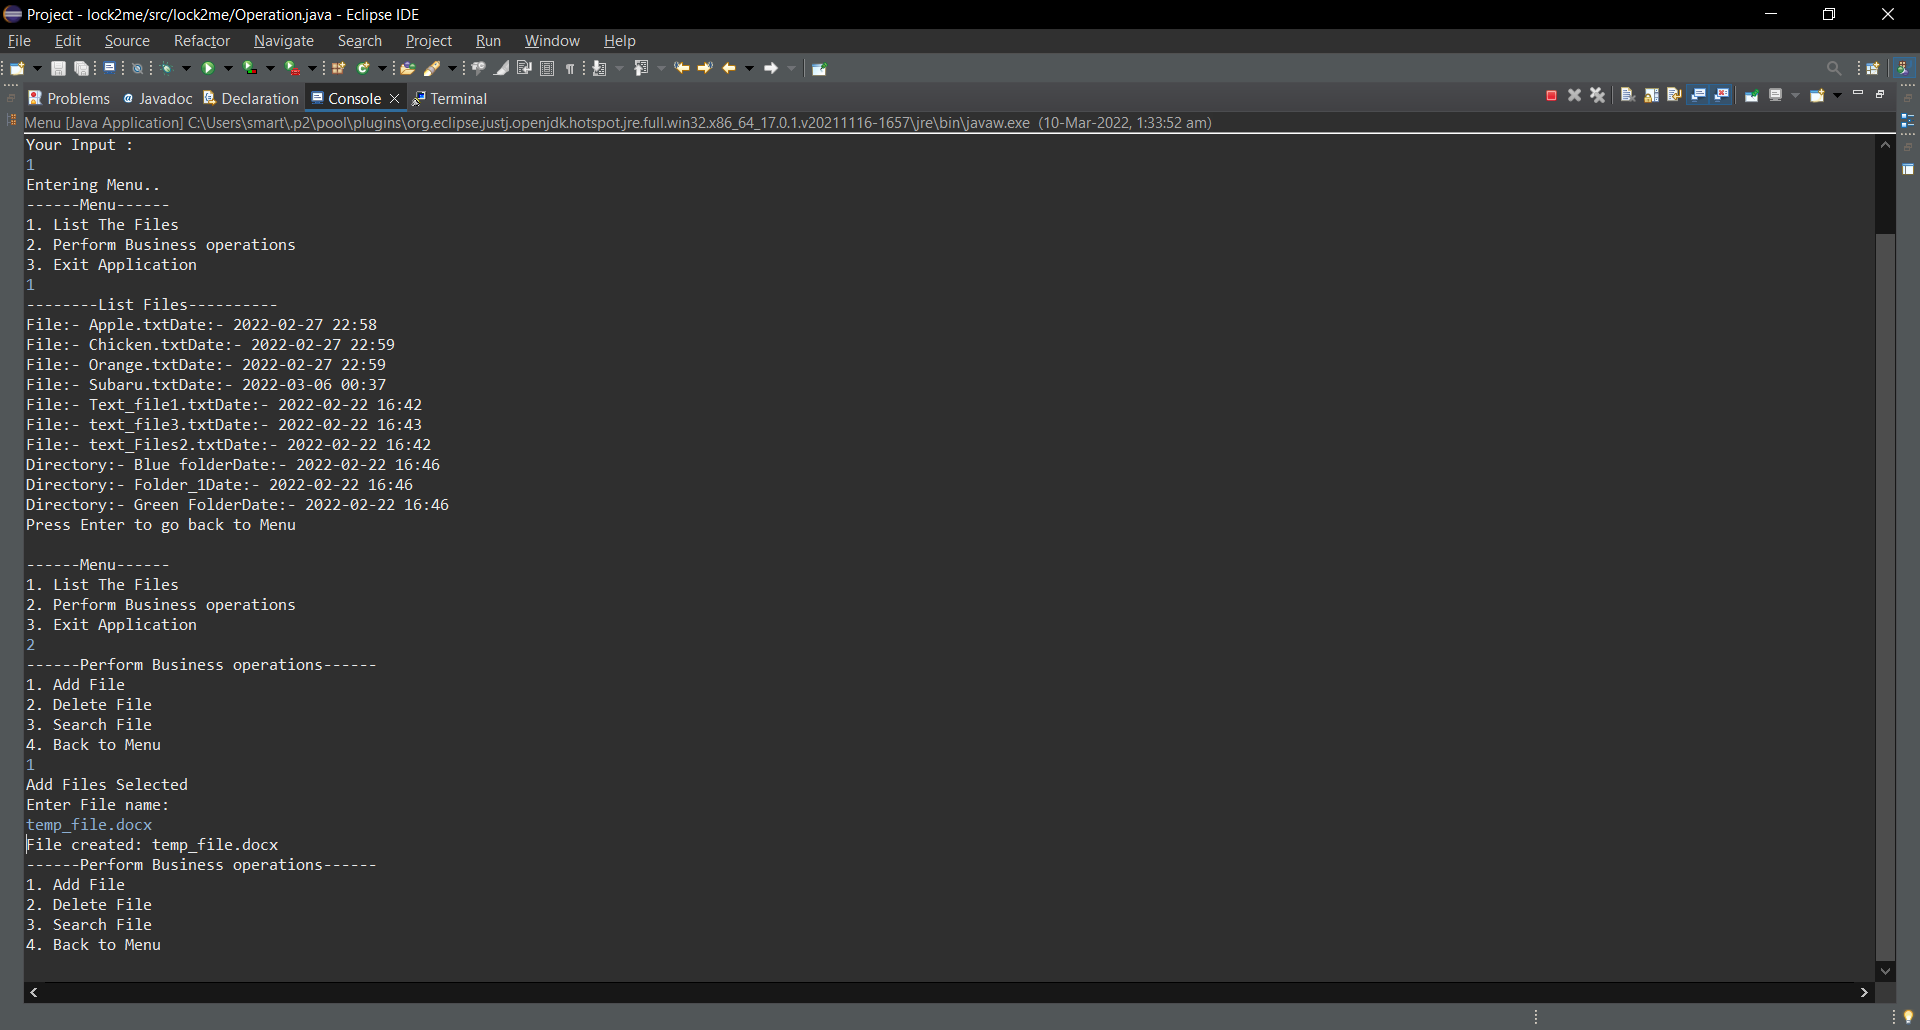 Project - lock2me/src/lock2me/Operation.java - Eclipse IDE
File Edit Source Refactor Navigate Search Project Run Window Help
Problems @ Javadoc Declaration Console Terminal
Menu [Java Application] C:\Users\smart\.p2\pool\plugins\org.eclipse.justj.openjdk.hotspot.jre.full.win32.x86_64_17.0.1.v20211116-1657\jre\bin\javaw.exe (10-Mar-2022, 1:33:52 am)
Your Input :
1
Entering Menu..
------Menu------
1. List The Files
2. Perform Business operations
3. Exit Application
1
--------List Files----------
File:- Apple.txtDate:- 2022-02-27 22:58
File:- Chicken.txtDate:- 2022-02-27 22:59
File:- Orange.txtDate:- 2022-02-27 22:59
File:- Subaru.txtDate:- 2022-03-06 00:37
File:- Text_file1.txtDate:- 2022-02-22 16:42
File:- text_file3.txtDate:- 2022-02-22 16:43
File:- text_Files2.txtDate:- 2022-02-22 16:42
Directory:- Blue folderDate:- 2022-02-22 16:46
Directory:- Folder_1Date:- 2022-02-22 16:46
Directory:- Green FolderDate:- 2022-02-22 16:46
Press Enter to go back to Menu
------Menu------
1. List The Files
2. Perform Business operations
3. Exit Application
2
------Perform Business operations------
1. Add File
2. Delete File
3. Search File
4. Back to Menu
1
Add Files Selected
Enter File name:
temp_file.docx
File created: temp_file.docx
------Perform Business operations------
1. Add File
2. Delete File
3. Search File
4. Back to Menu